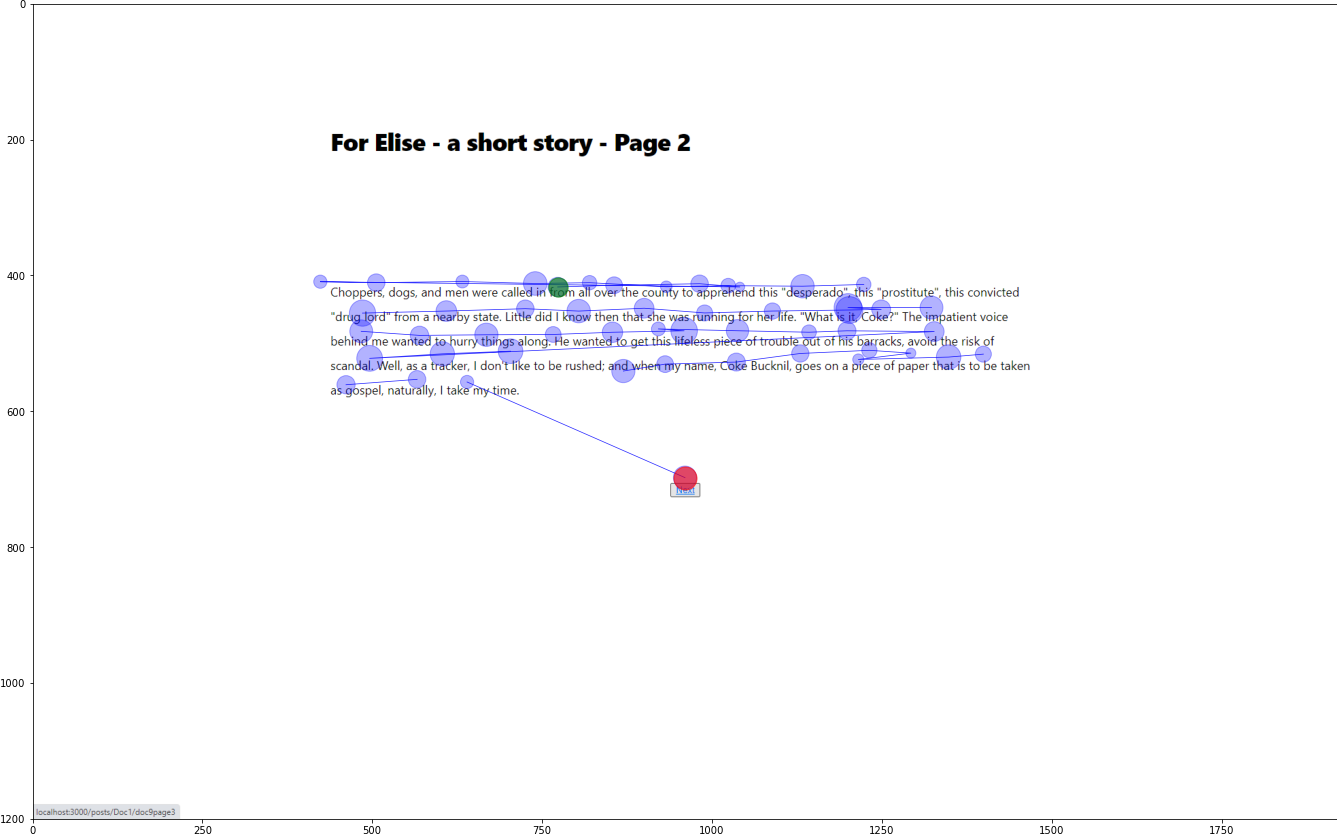 For Elise - a short story - Page 2
Choppers, dogs, and men were called in from all over the county to apprehend this "desperado", this "prostitute", this convicted
"drug lord" from a nearby state. Little did I know then that she was running for her life. "What is it, Coke?" The impatient voice
behind me wanted to hurry things along. He wanted to get this lifeless piece of trouble out of his barracks, avoid the risk of
scandal. Well, as a tracker, I don't like to be rushed; and when my name, Coke Bucknil, goes on a piece of paper that is to be taken
as gospel, naturally, I take my time.
Next
localhost:3000/posts/Doc1/doc9page3
0
200
400
600
800
1000
1200
0 250 500 750 1000 1250 1500 1750